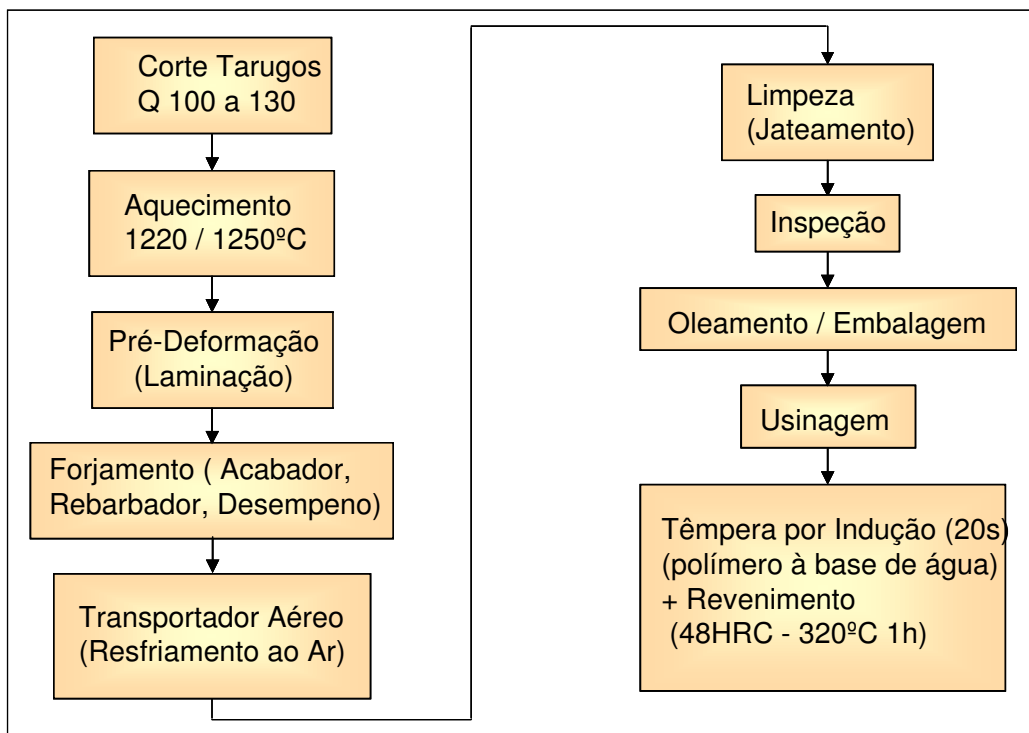 Corte Tarugos
Q 100 a 130
Aquecimento
1220 / 1250ºC
Pré-Deformação
(Laminação)
Forjamento ( Acabador,
Rebarbador, Desempeno)
Transportador Aéreo
(Resfriamento ao Ar)
Limpeza
(Jateamento)
Inspeção
Oleamento / Embalagem
Usinagem
Têmpera por Indução (20s)
(polímero à base de água)
+ Revenimento
(48HRC - 320ºC 1h)